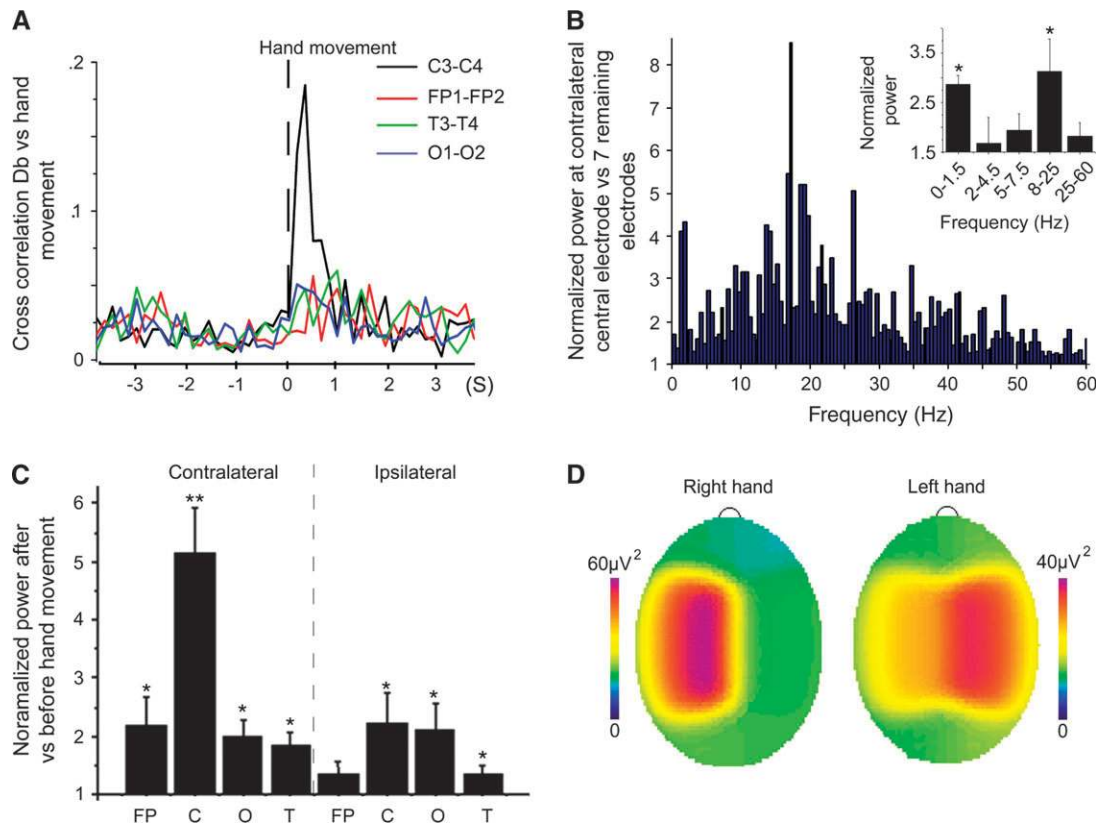 A
Hand movement
C3-C4
FP1-FP2
T3-T4
O1-O2
Cross correlation Db vs hand
movement
.2
.1
0
-3 -2 -1 0 1 2 3 (S)
B
Normalized power at contralateral
central electrode vs 7 remaining
electrodes
8
7
6
5
4
3
2
1
0 10 20 30 40 50 60
Frequency (Hz)
Normalized
power
3.5
2.5
1.5
* *
0-1.5 2-4.5 5-7.5 8-25 25-60
Frequency (Hz)
C
Contralateral Ipsilateral
Noramalized power after
vs before hand movement
6
5
4
3
2
1
* ** * * * * *
FP C O T FP C O T
D
Right hand Left hand
60µV2
0
40µV2
0